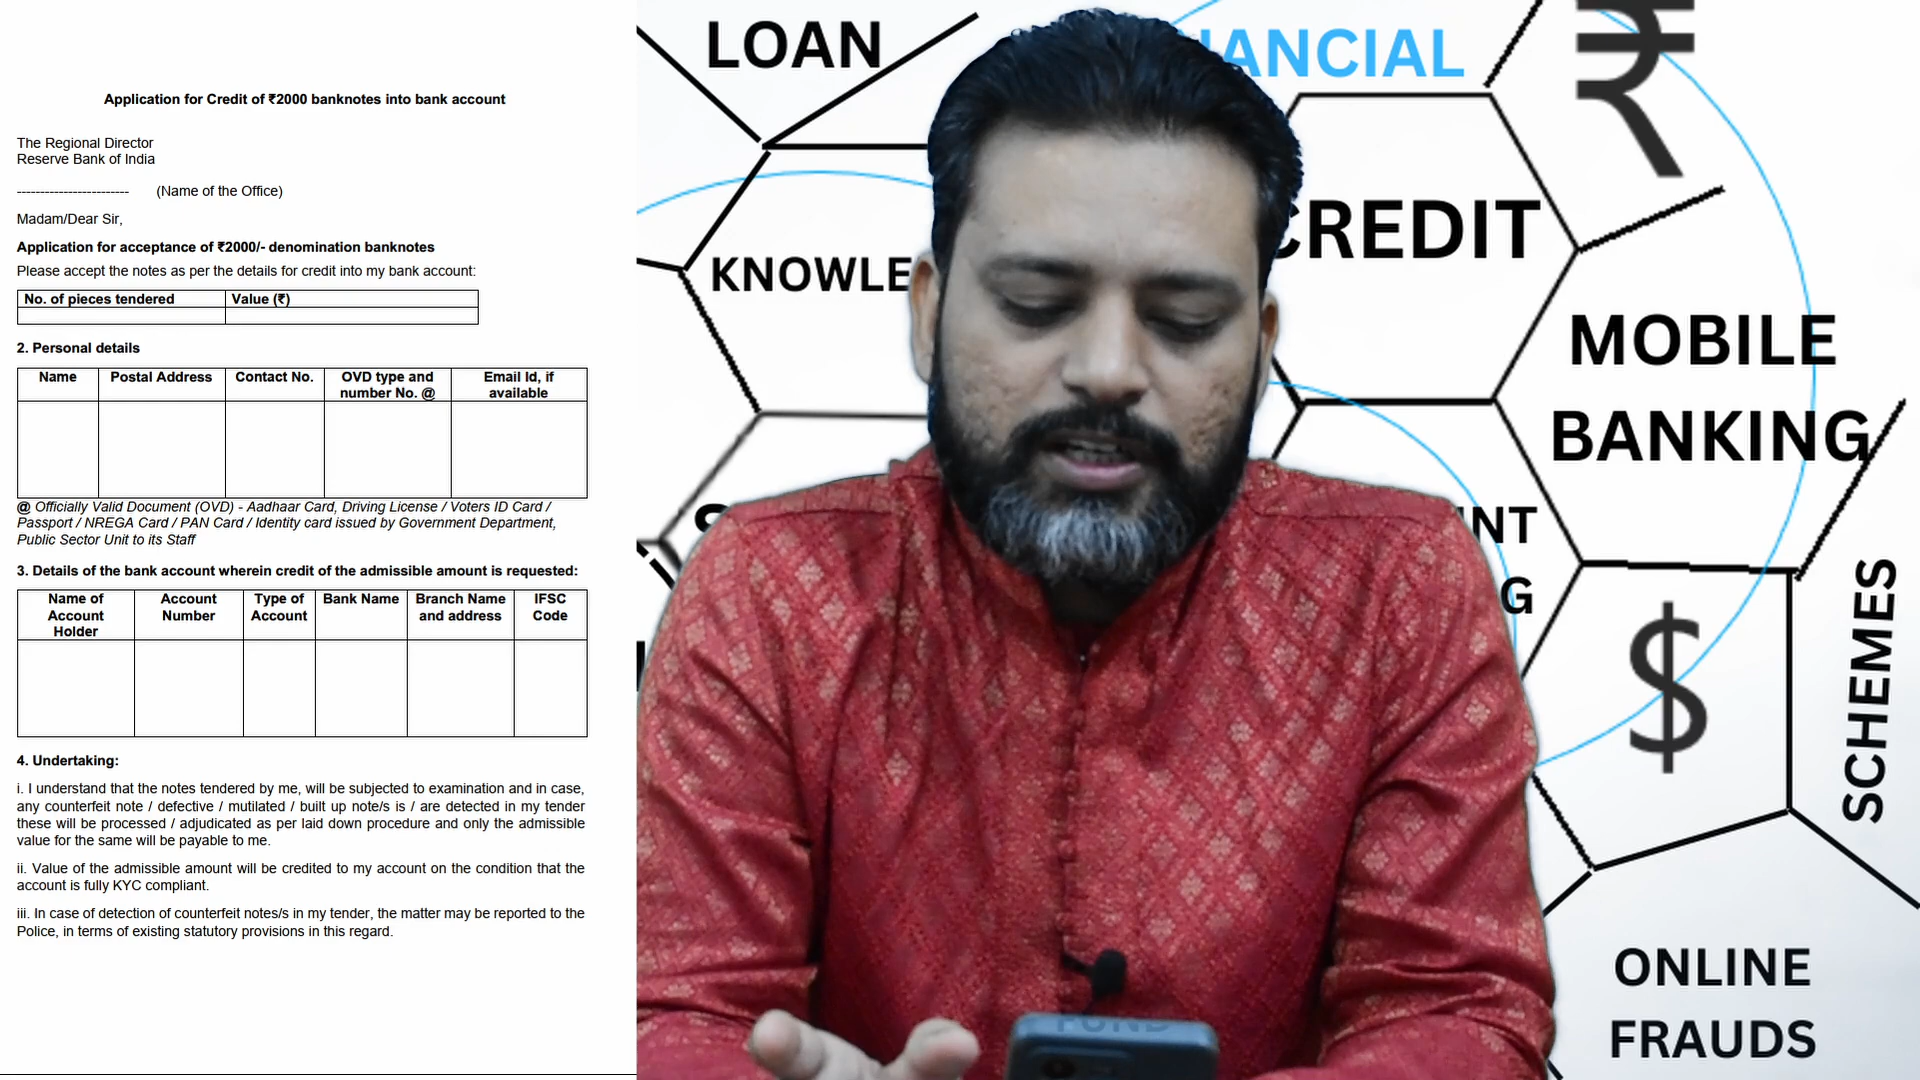 Application for Credit of ₹2000 banknotes into bank account
The Regional Director
Reserve Bank of India
------------------------ (Name of the Office)
Madam/Dear Sir,
Application for acceptance of ₹2000/- denomination banknotes
Please accept the notes as per the details for credit into my bank account:
No. of pieces tendered Value (₹)
2. Personal details
Name Postal Address Contact No. OVD type and number No. @ Email Id, if available
@ Officially Valid Document (OVD) - Aadhaar Card, Driving License / Voters ID Card /
Passport / NREGA Card / PAN Card / Identity card issued by Government Department,
Public Sector Unit to its Staff
3. Details of the bank account wherein credit of the admissible amount is requested:
Name of Account Holder Account Number Type of Account Bank Name Branch Name and address IFSC Code
4. Undertaking:
i. I understand that the notes tendered by me, will be subjected to examination and in case,
any counterfeit note / defective / mutilated / built up note/s is / are detected in my tender
these will be processed / adjudicated as per laid down procedure and only the admissible
value for the same will be payable to me.
ii. Value of the admissible amount will be credited to my account on the condition that the
account is fully KYC compliant.
iii. In case of detection of counterfeit notes/s in my tender, the matter may be reported to the
Police, in terms of existing statutory provisions in this regard.
LOAN
ANCIAL
₹
KNOWLE
CREDIT
MOBILE
BANKING
NT
G
$
SCHEMES
ONLINE
FRAUDS
FUND